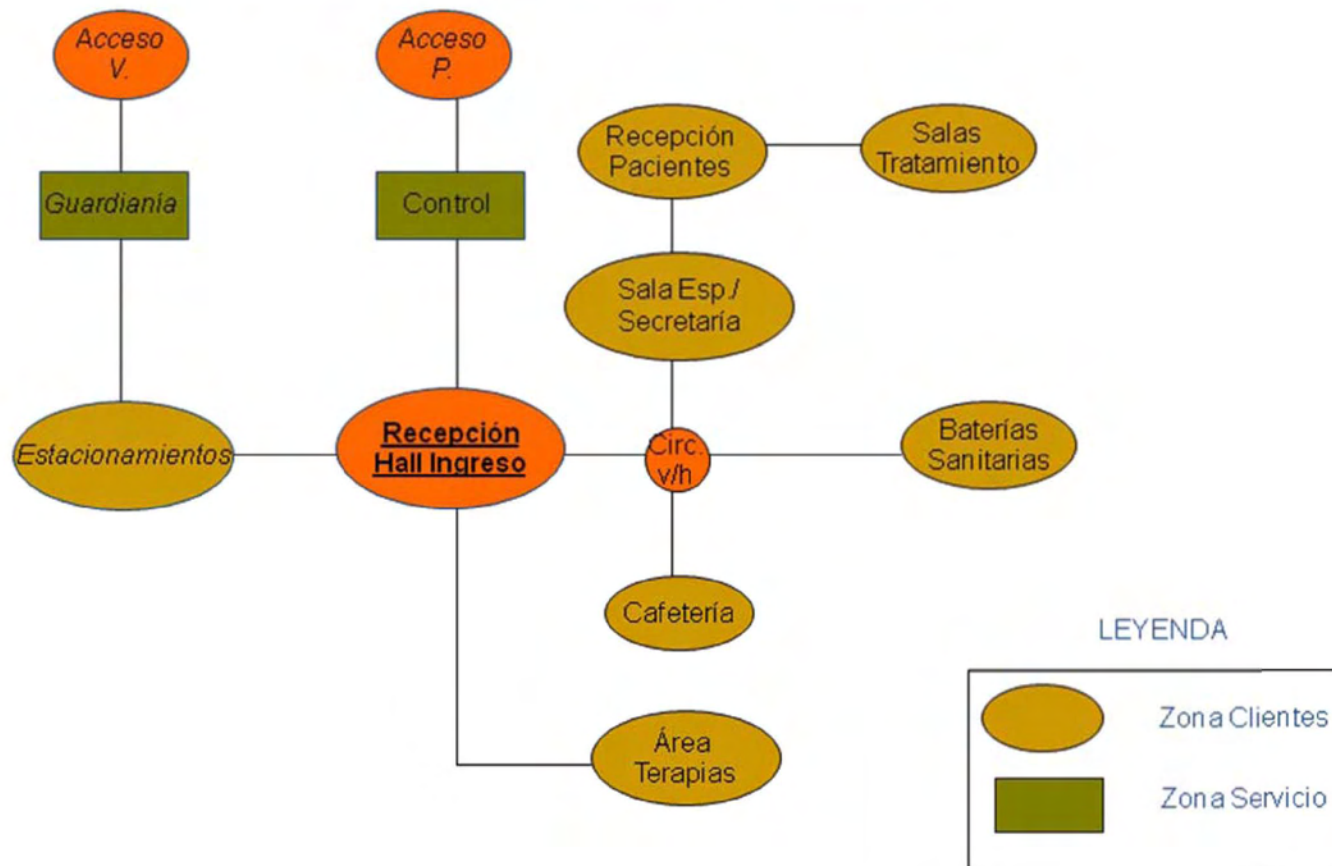 Acceso
V.
Acceso
P.
Recepción
Pacientes
Salas
Tratamiento
Guardianía
Control
Sala Esp./
Secretaría
Estacionamientos
Recepción
Hall Ingreso
Circ.
v/h
Baterías
Sanitarias
Cafetería
Área
Terapias
LEYENDA
Zona Clientes
Zona Servicio